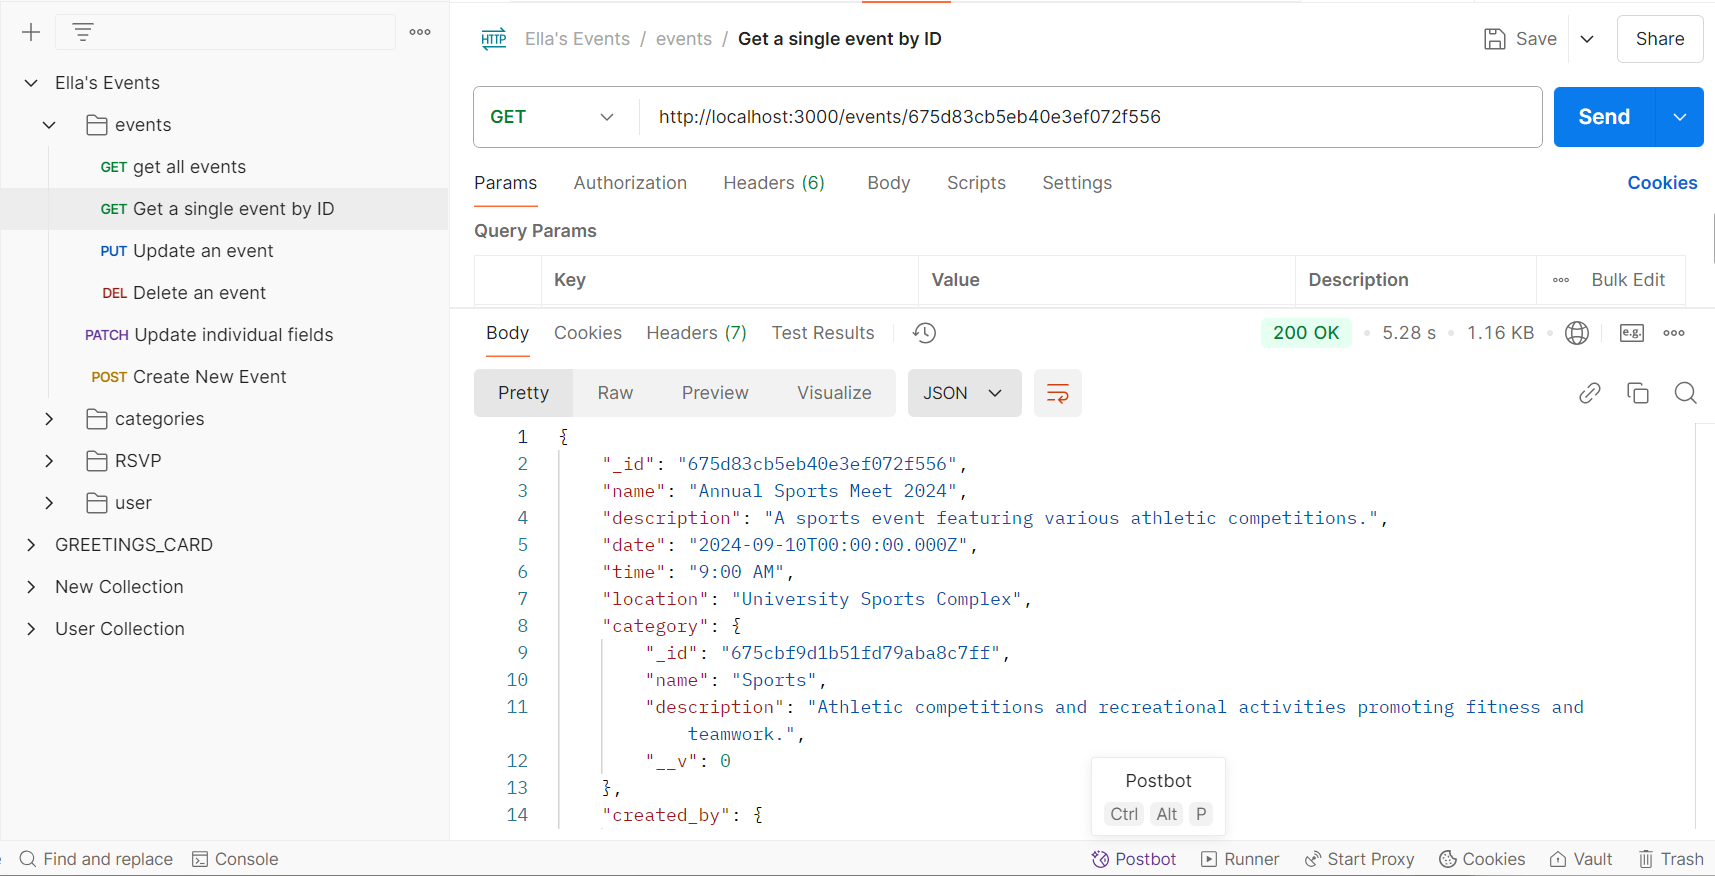 Ella's Events
events
GET get all events
GET Get a single event by ID
PUT Update an event
DEL Delete an event
PATCH Update individual fields
POST Create New Event
categories
RSVP
user
GREETINGS_CARD
New Collection
User Collection
HTTP Ella's Events / events / Get a single event by ID
Save
Share
GET http://localhost:3000/events/675d83cb5eb40e3ef072f556
Send
Params Authorization Headers (6) Body Scripts Settings Cookies
Query Params
Key Value Description Bulk Edit
Body Cookies Headers (7) Test Results 200 OK 5.28 s 1.16 KB e.g.
Pretty Raw Preview Visualize JSON
1 {
2 "_id": "675d83cb5eb40e3ef072f556",
3 "name": "Annual Sports Meet 2024",
4 "description": "A sports event featuring various athletic competitions.",
5 "date": "2024-09-10T00:00:00.000Z",
6 "time": "9:00 AM",
7 "location": "University Sports Complex",
8 "category": {
9 "_id": "675cbf9d1b51fd79aba8c7ff",
10 "name": "Sports",
11 "description": "Athletic competitions and recreational activities promoting fitness and
teamwork.",
12 "__v": 0
13 },
14 "created_by": {
Postbot
Ctrl Alt P
Find and replace Console Postbot Runner Start Proxy Cookies Vault Trash